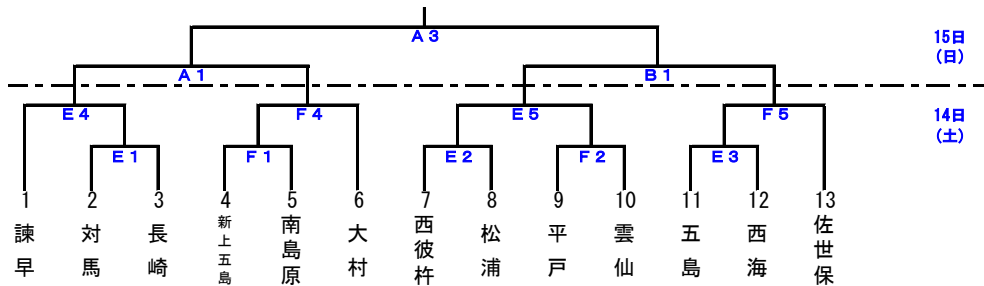 A3
15日
(日)
A1
B1
E4
F4
E5
F5
14日
(土)
E1
F1
E2
F2
E3
1
2
3
4
5
6
7
8
9
10
11
12
13
諫早
対馬
長崎
新上五島
南島原
大村
西彼杵
松浦
平戸
雲仙
五島
西海
佐世保